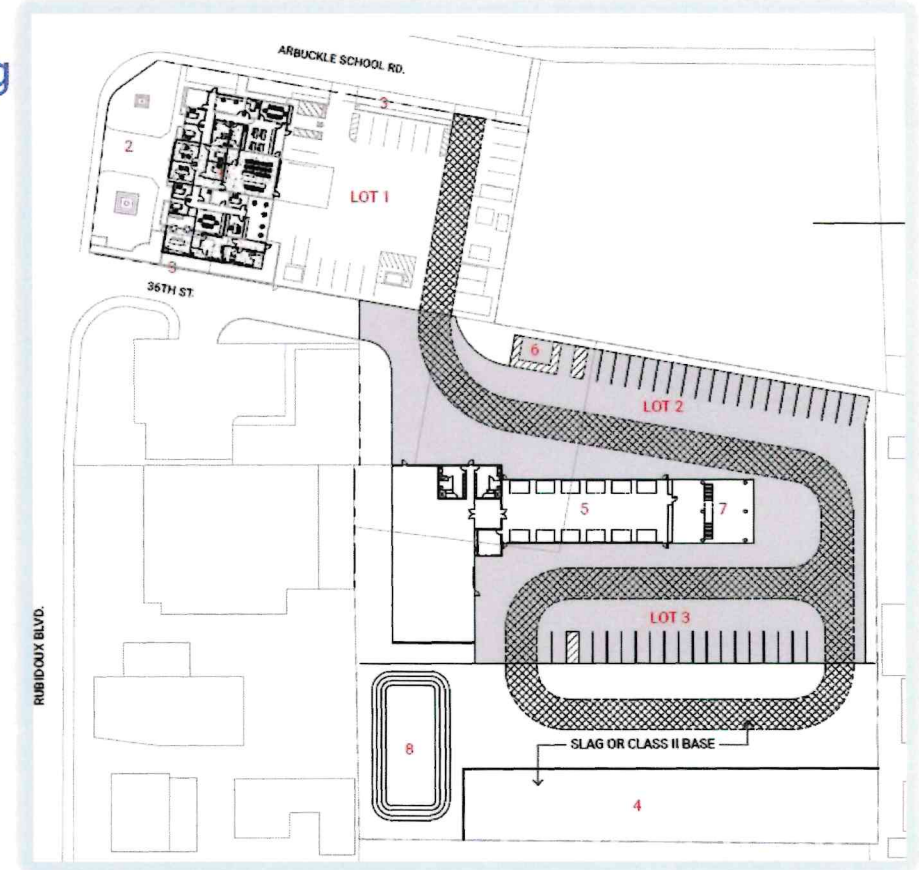 g
ARBUCKLE SCHOOL RD.
3
2
LOT 1
3
36TH ST.
6
LOT 2
5
7
LOT 3
RUBIDOUX BLVD.
SLAG OR CLASS II BASE
8
4